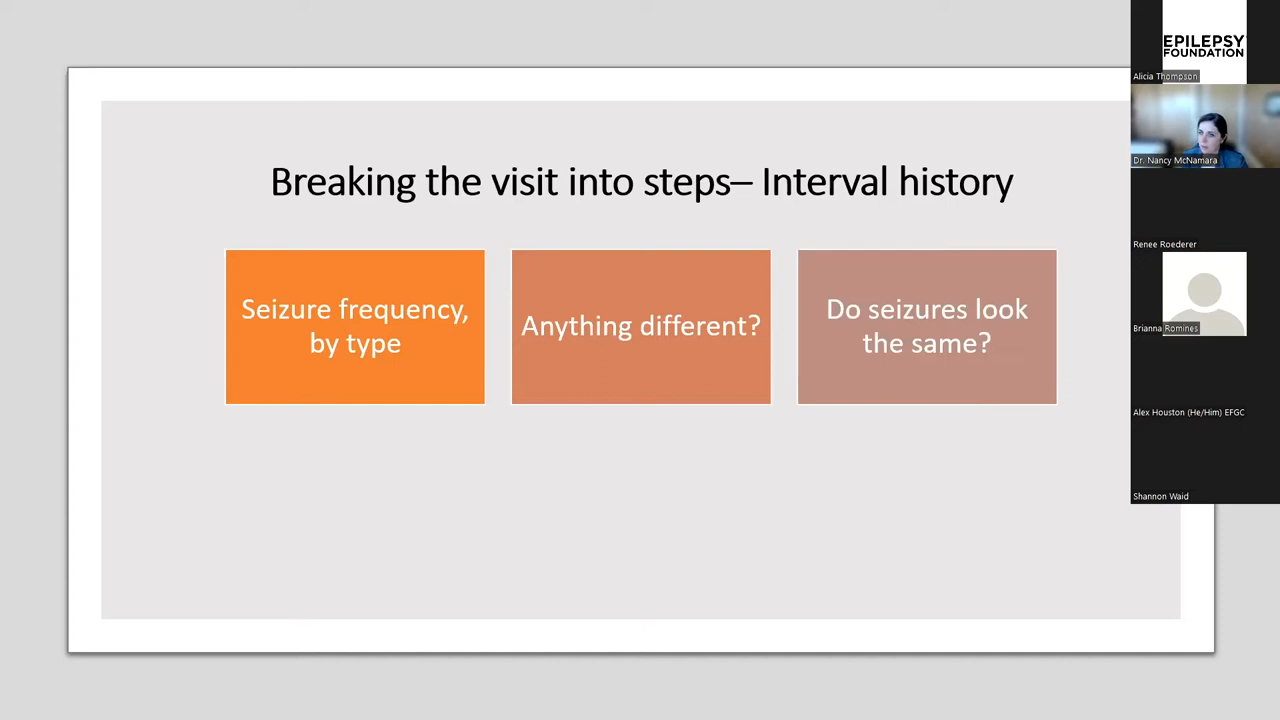 Breaking the visit into steps– Interval history
Seizure frequency,
by type
Anything different?
Do seizures look
the same?
EPILEPSY
FOUNDATION
Alicia Thompson
Dr. Nancy McNamara
Renee Roederer
Brianna Romines
Alex Houston (He/Him) EFGC
Shannon Waid